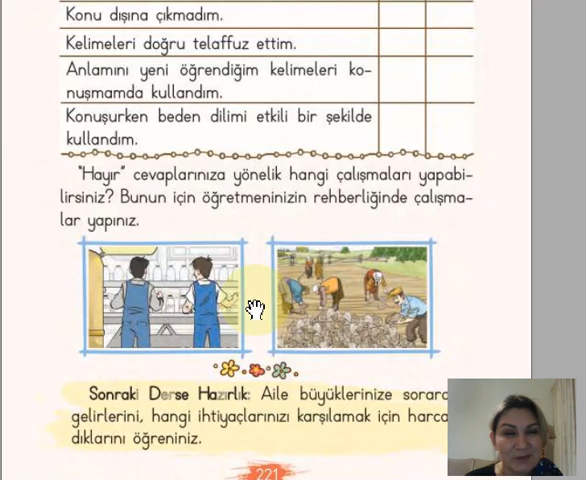 Konu dışına çıkmadım.
Kelimeleri doğru telaffuz ettim.
Anlamını yeni öğrendiğim kelimeleri ko-
nuşmamda kullandım.
Konuşurken beden dilimi etkili bir şekilde
kullandım.
"Hayır" cevaplarınıza yönelik hangi çalışmaları yapabi-
lirsiniz? Bunun için öğretmeninizin rehberliğinde çalışma-
lar yapınız.
Sonraki Derse Hazırlık: Aile büyüklerinize
gelirlerini, hangi ihtiyaçlarınızı karşılamak için
dıklarını öğreniniz.
221